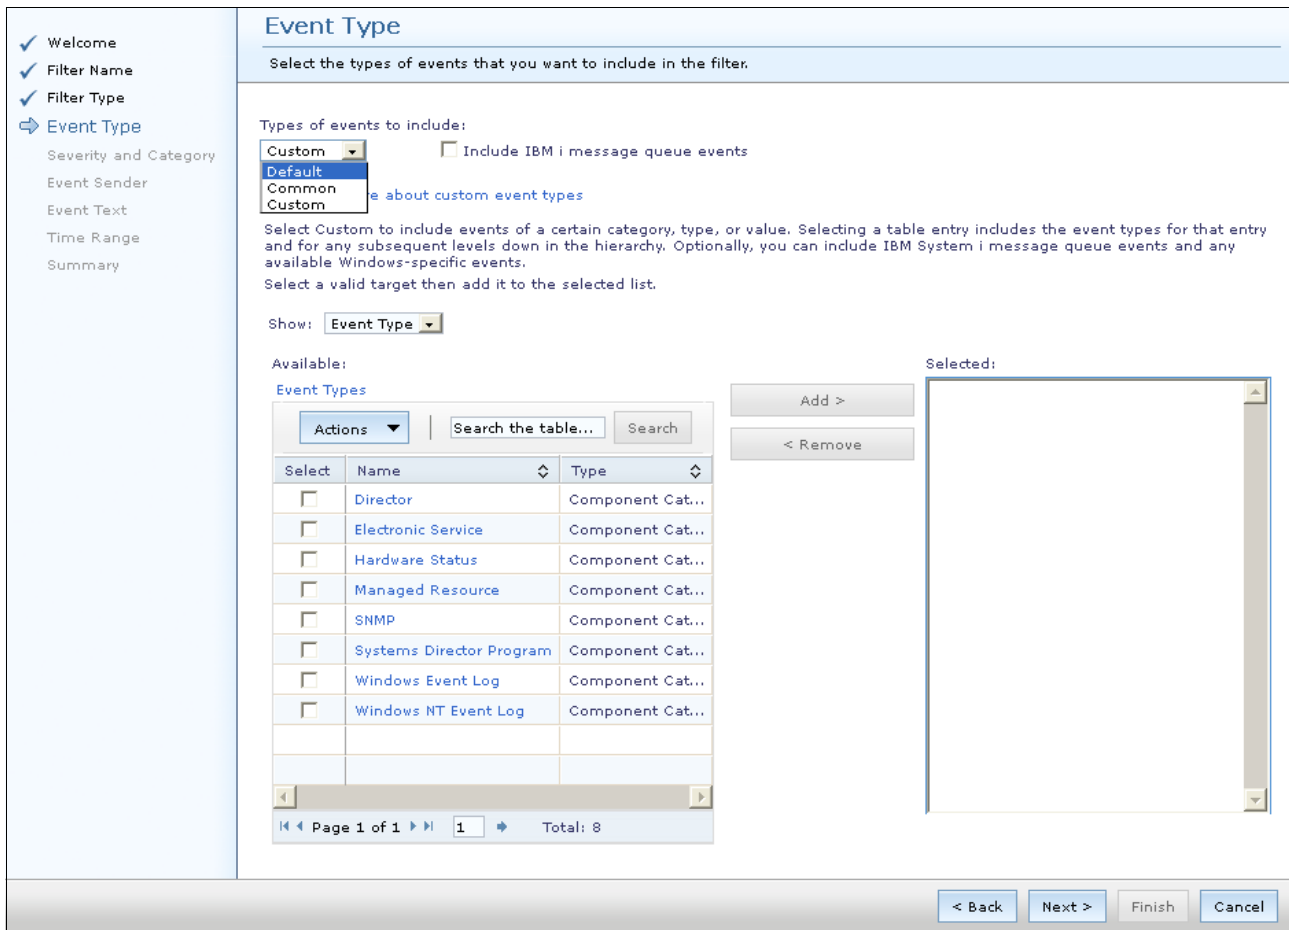 Welcome
Filter Name
Filter Type
Event Type
Severity and Category
Event Sender
Event Text
Time Range
Summary
Event Type
Select the types of events that you want to include in the filter.
Types of events to include:
Custom
Include IBM i message queue events
Default
Common
Custom
about custom event types
Select Custom to include events of a certain category, type, or value. Selecting a table entry includes the event types for that entry
and for any subsequent levels down in the hierarchy. Optionally, you can include IBM System i message queue events and any
available Windows-specific events.
Select a valid target then add it to the selected list.
Show: Event Type
Available:
Event Types
Actions Search the table... Search
Select Name Type
Director Component Cat...
Electronic Service Component Cat...
Hardware Status Component Cat...
Managed Resource Component Cat...
SNMP Component Cat...
Systems Director Program Component Cat...
Windows Event Log Component Cat...
Windows NT Event Log Component Cat...
Page 1 of 1 1 Total: 8
Add >
< Remove
Selected:
< Back Next > Finish Cancel